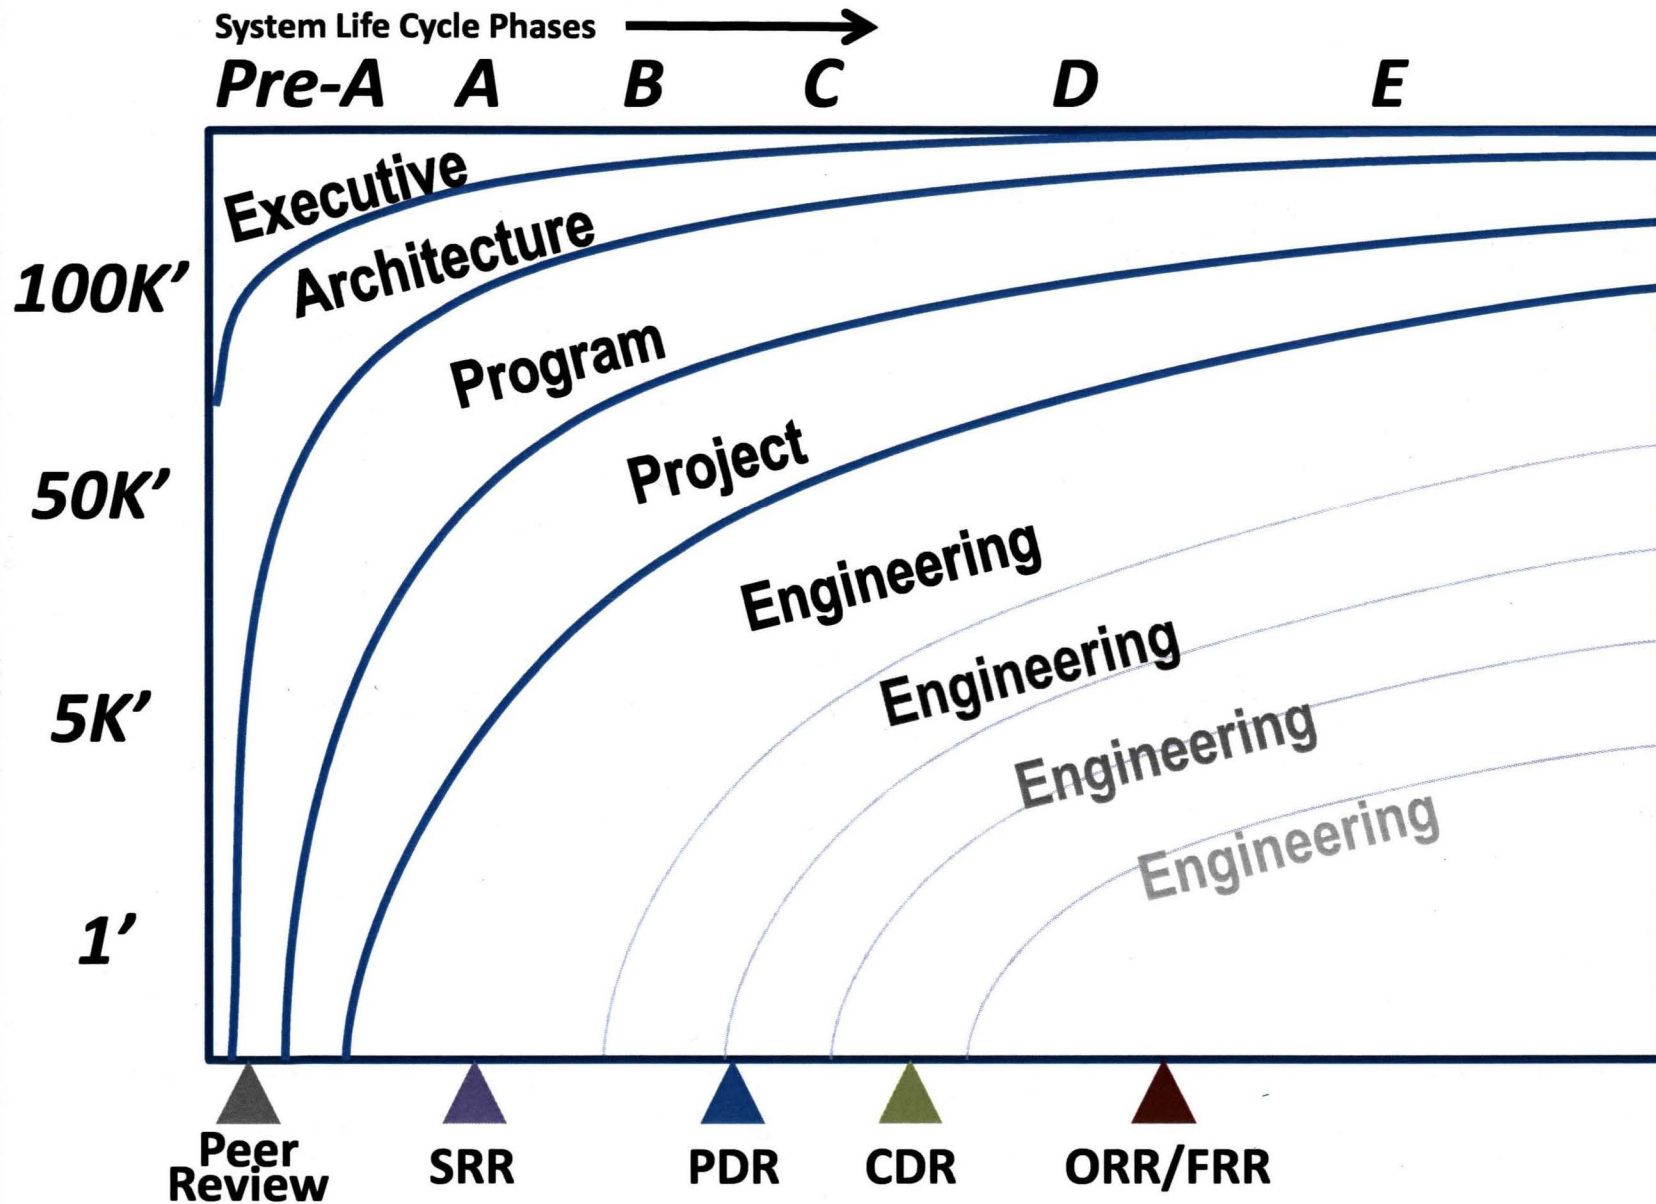 System Life Cycle Phases
Pre-A A B C D E
Executive
Architecture
100K’
Program
Project
50K’
Engineering
Engineering
5K’
Engineering
Engineering
1’
Peer
Review
SRR PDR CDR ORR/FRR